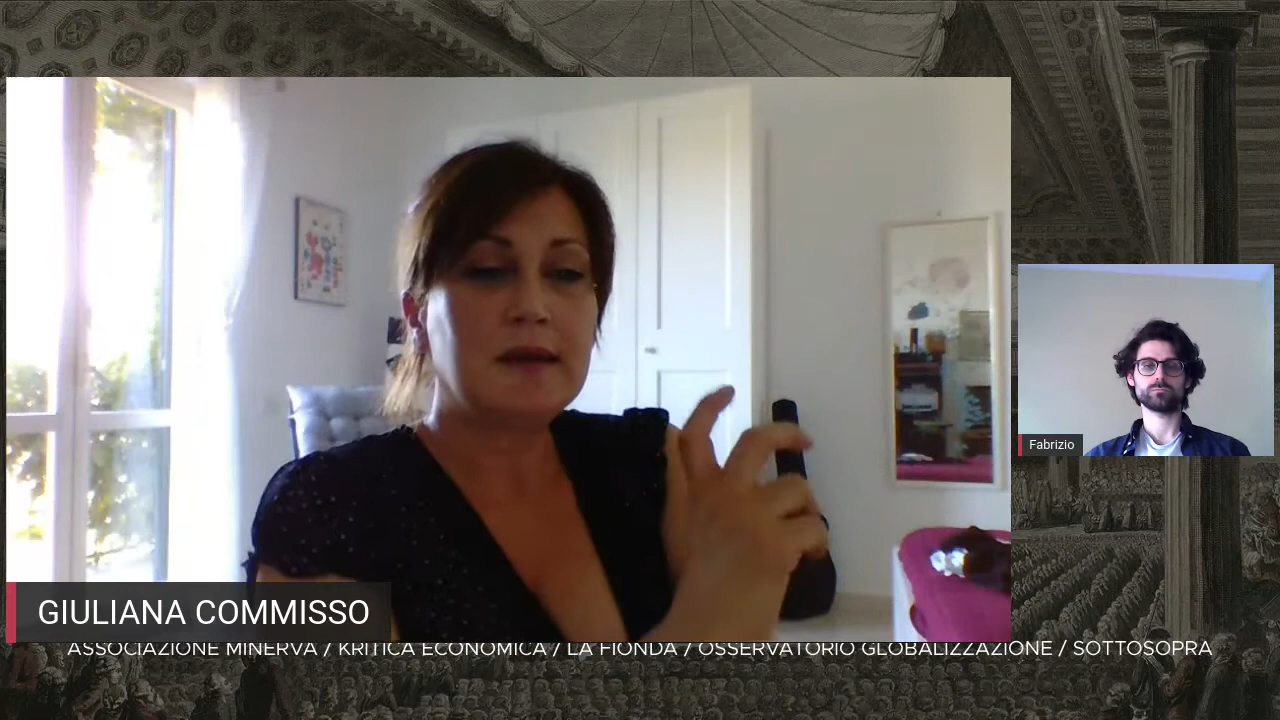 Fabrizio
GIULIANA COMMISSO
ASSOCIAZIONE MINERVA / KRITICA ECONOMICA / LA FIONDA / OSSERVATORIO GLOBALIZZAZIONE / SOTTOSOPRA